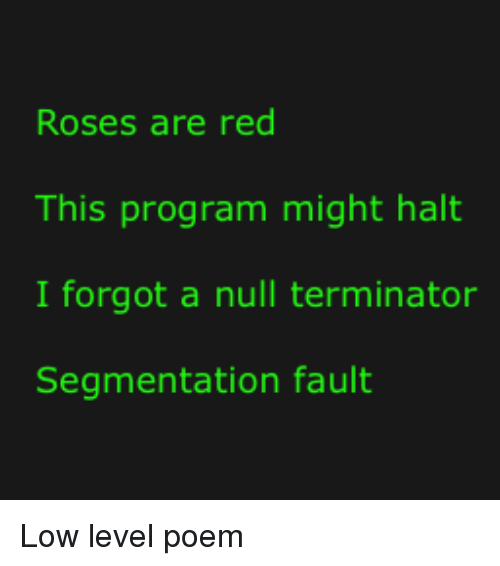 Roses are red
This program might halt
I forgot a null terminator
Segmentation fault
Low level poem